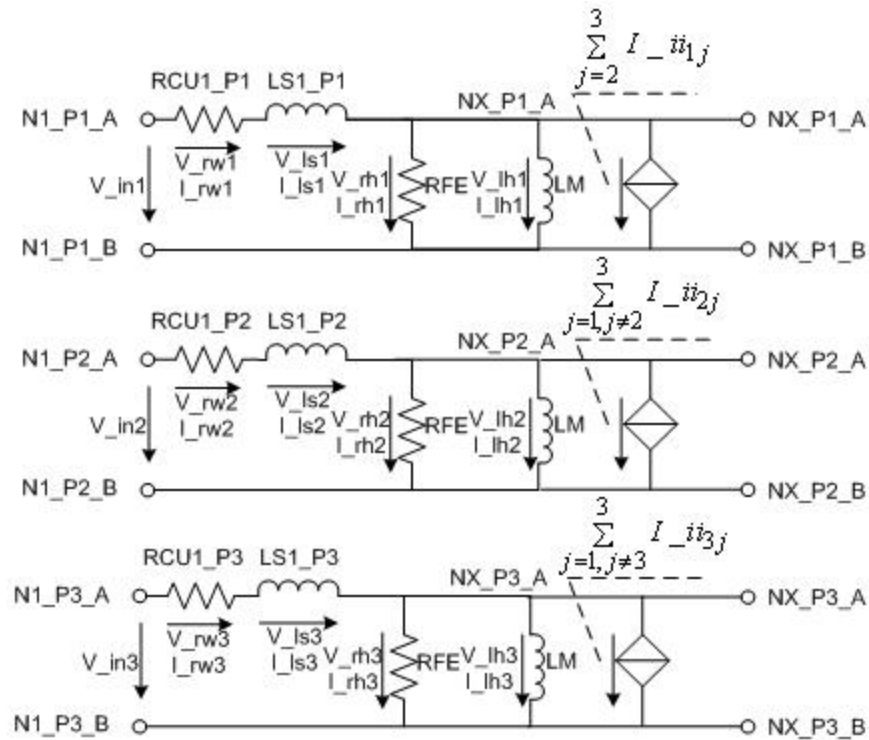 3
∑ I_ii1j
j=2
RCU1_P1 LS1_P1
NX_P1_A
N1_P1_A
NX_P1_A
V_in1
V_rw1
I_rw1
V_ls1
I_ls1
V_rh1
I_rh1
RFE
V_lh1
I_lh1
LM
N1_P1_B
NX_P1_B
3
∑ I_ii2j
j=1, j≠2
RCU1_P2 LS1_P2
NX_P2_A
N1_P2_A
NX_P2_A
V_in2
V_rw2
I_rw2
V_ls2
I_ls2
V_rh2
I_rh2
RFE
V_lh2
I_lh2
LM
N1_P2_B
NX_P2_B
3
∑ I_ii3j
j=1, j≠3
RCU1_P3 LS1_P3
NX_P3_A
N1_P3_A
NX_P3_A
V_in3
V_rw3
I_rw3
V_ls3
I_ls3
V_rh3
I_rh3
RFE
V_lh3
I_lh3
LM
N1_P3_B
NX_P3_B